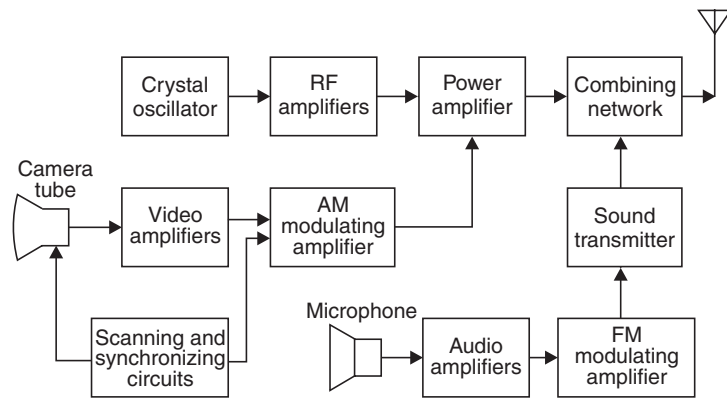 Crystal
oscillator
RF
amplifiers
Power
amplifier
Combining
network
Camera
tube
Video
amplifiers
AM
modulating
amplifier
Sound
transmitter
Scanning and
synchronizing
circuits
Microphone
Audio
amplifiers
FM
modulating
amplifier